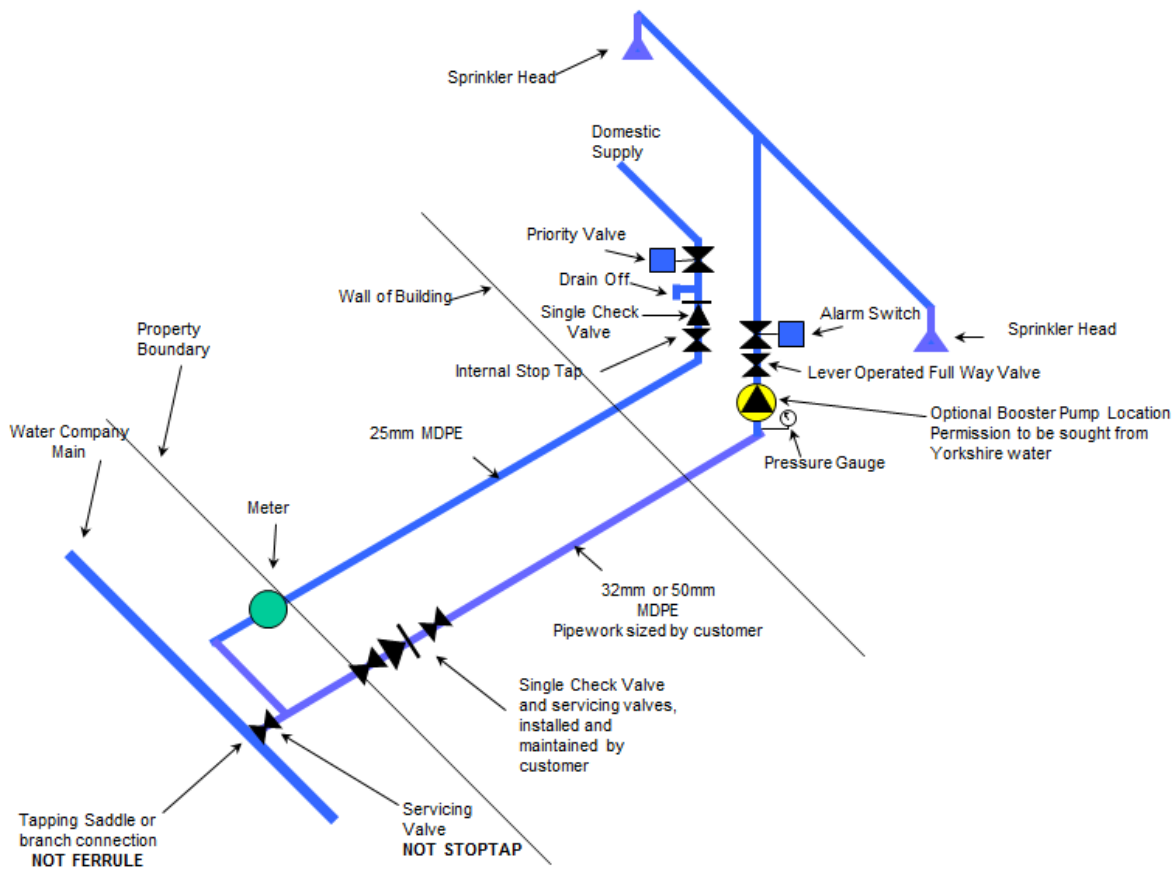 Sprinkler Head
Domestic
Supply
Priority Valve
Drain Off
Wall of Building
Single Check
Valve
Alarm Switch
Sprinkler Head
Property
Boundary
Internal Stop Tap
Lever Operated Full Way Valve
Optional Booster Pump Location
Permission to be sought from
Yorkshire water
Water Company
Main
25mm MDPE
Pressure Gauge
Meter
32mm or 50mm
MDPE
Pipework sized by customer
Single Check Valve
and servicing valves,
installed and
maintained by
customer
Tapping Saddle or
branch connection
NOT FERRULE
Servicing
Valve
NOT STOPTAP